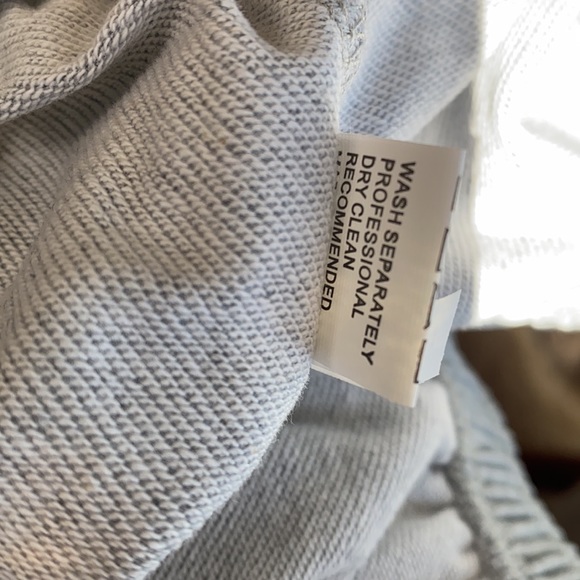 WASH SEPARATELY
PROFESSIONAL
DRY CLEAN
RECOMMENDED